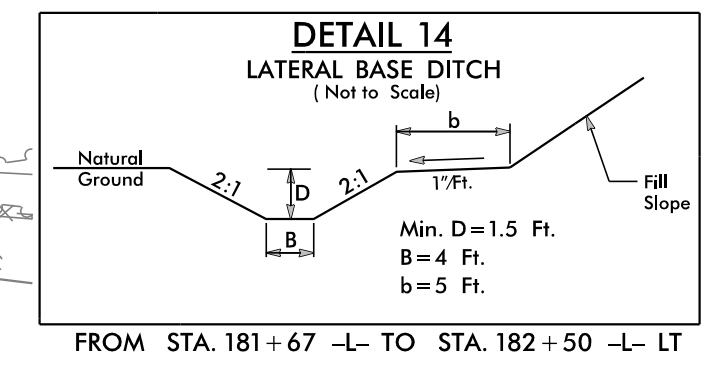 DETAIL 14
LATERAL BASE DITCH
( Not to Scale)
b
Natural
Ground
2:1
D
2:1
1"/Ft.
Fill
Slope
B
Min. D=1.5 Ft.
B=4 Ft.
b=5 Ft.
FROM STA. 181+67 -L- TO STA. 182+50 -L- LT